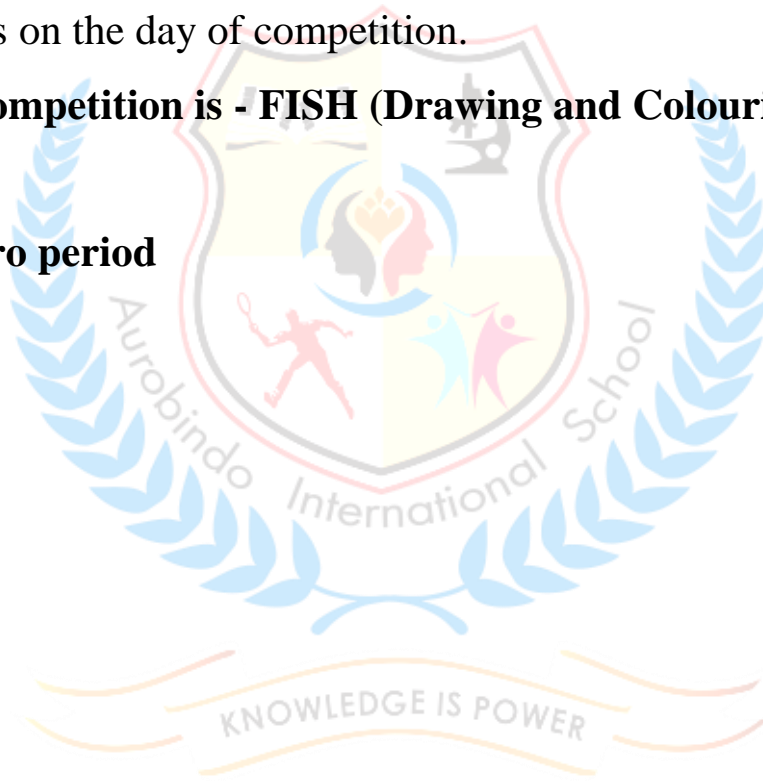 s on the day of competition.
ompetition is - FISH (Drawing and Colouri
ro period
Aurobindo International School
KNOWLEDGE IS POWER